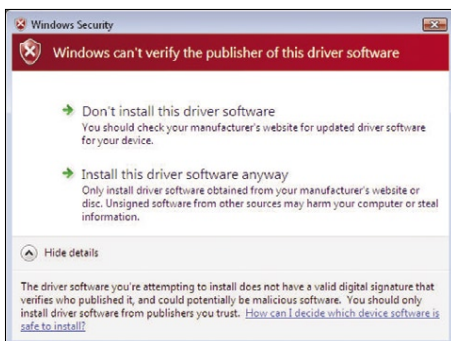 Windows Security
Windows can't verify the publisher of this driver software
Don't install this driver software
You should check your manufacturer's website for updated driver software
for your device.
Install this driver software anyway
Only install driver software obtained from your manufacturer's website or
disc. Unsigned software from other sources may harm your computer or steal
information.
Hide details
The driver software you're attempting to install does not have a valid digital signature that
verifies who published it, and could potentially be malicious software. You should only
install driver software from publishers you trust. How can I decide which device software is
safe to install?